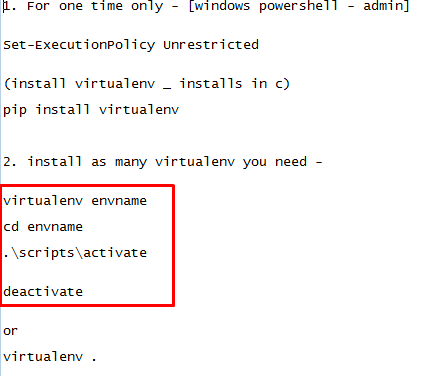 1. For one time only - [windows powershell - admin]
Set-ExecutionPolicy Unrestricted
(install virtualenv _ installs in c)
pip install virtualenv
2. install as many virtualenv you need -
virtualenv envname
cd envname
.\scripts\activate
deactivate
or
virtualenv .